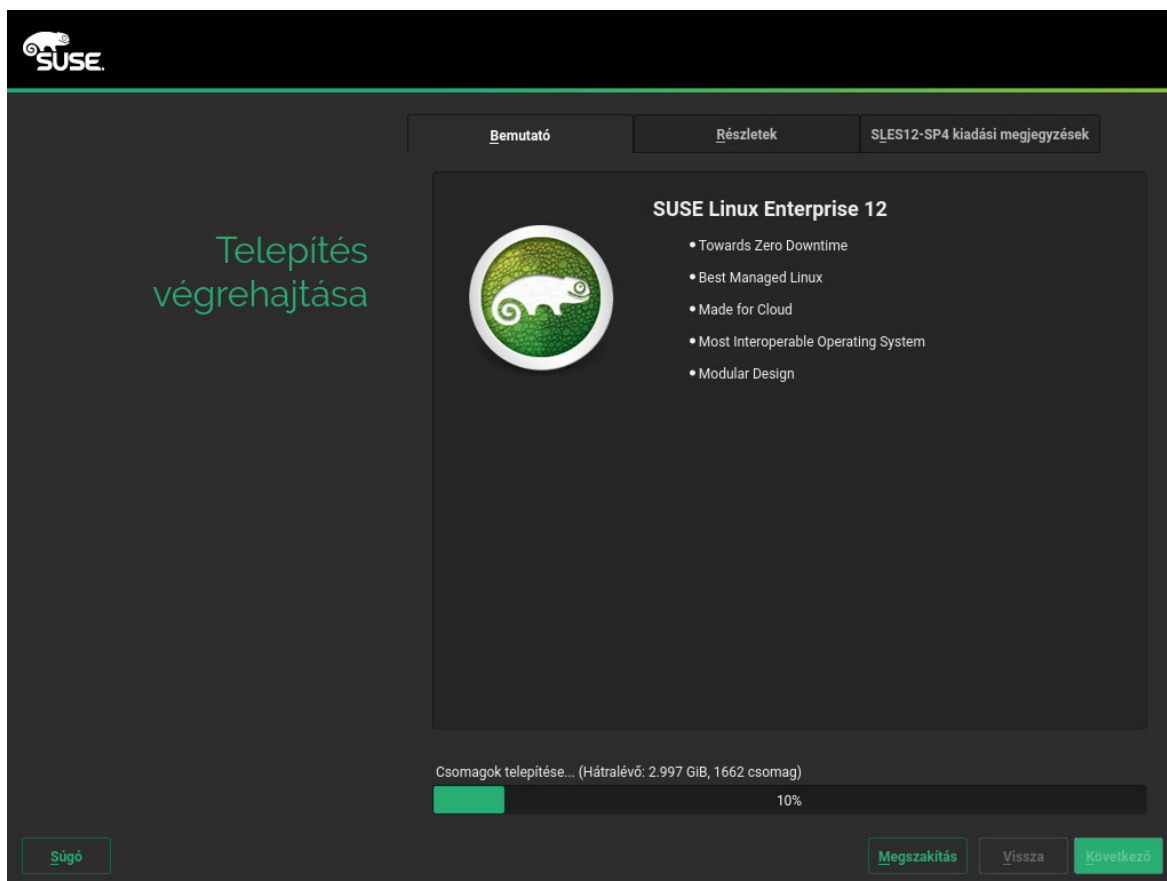 SUSE.
Bemutató
Részletek
SLES12-SP4 kiadási megjegyzések
Telepítés
végrehajtása
SUSE Linux Enterprise 12
• Towards Zero Downtime
• Best Managed Linux
• Made for Cloud
• Most Interoperable Operating System
• Modular Design
Csomagok telepítése... (Hátralévő: 2.997 GiB, 1662 csomag)
10%
Súgó
Megszakítás
Vissza
Következő